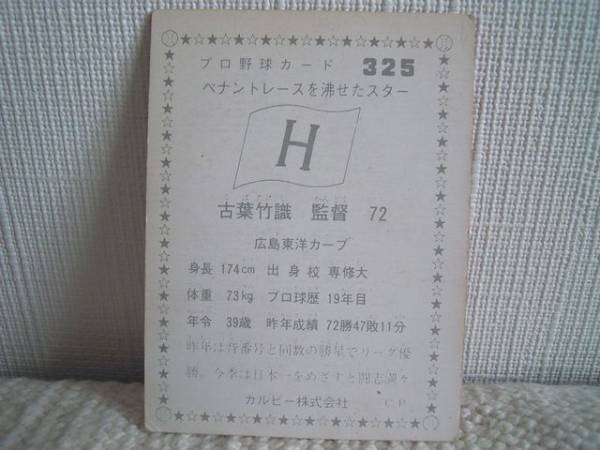 プロ野球カード 325
ペナントレースを沸せたスター
H
古葉竹識 監督 72
広島東洋カープ
身長 174cm 出身校 専修大
体重 73kg プロ球歴 19年目
年令 39歳 昨年成績 72勝47敗11分
昨年は背番号と同数の勝星でリーグ優
勝。今季は日本一をめざすと闘志満々
カルビー株式会社 C P